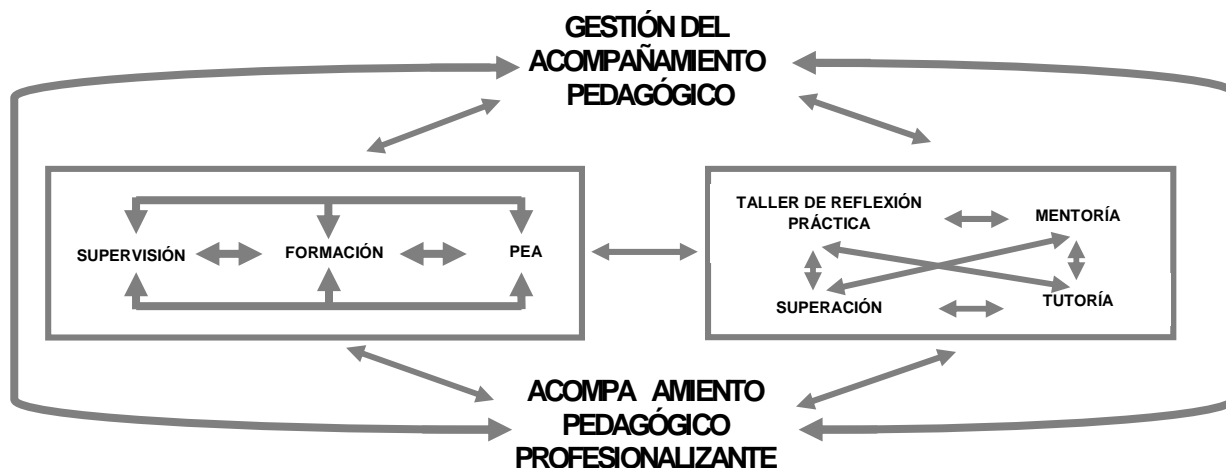 GESTIÓN DEL
ACOMPAÑAMIENTO
PEDAGÓGICO
SUPERVISIÓN
FORMACIÓN
PEA
TALLER DE REFLEXIÓN
PRÁCTICA
MENTORÍA
SUPERACIÓN
TUTORÍA
ACOMPA AMIENTO
PEDAGÓGICO
PROFESIONALIZANTE